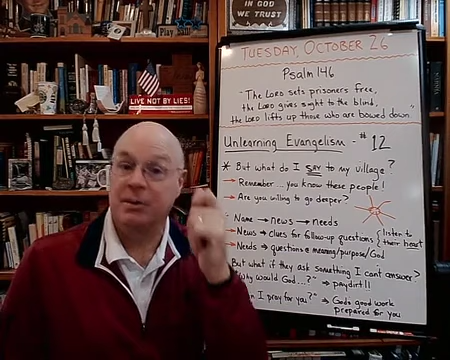 IN GOD
WE TRUST
Play
LIVE NOT BY LIES!
TUESDAY, OCTOBER 26
Psalm 146
"The LORD sets prisoners free,
the LORD gives sight to the blind,
the LORD lifts up those who are bowed down"
Unlearning Evangelism - #12
* But what do I SAY to my village?
→ Remember... you know these people!
→ Are you willing to go deeper?
Name → news → needs
→ News → clues for follow-up questions
→ Needs → questions @ meaning/purpose/God
{listen to
their heart
But what if they ask something I can't answer?
"Why would God...?" → paydirt!!
I pray for you?" → God's good work
prepared for you